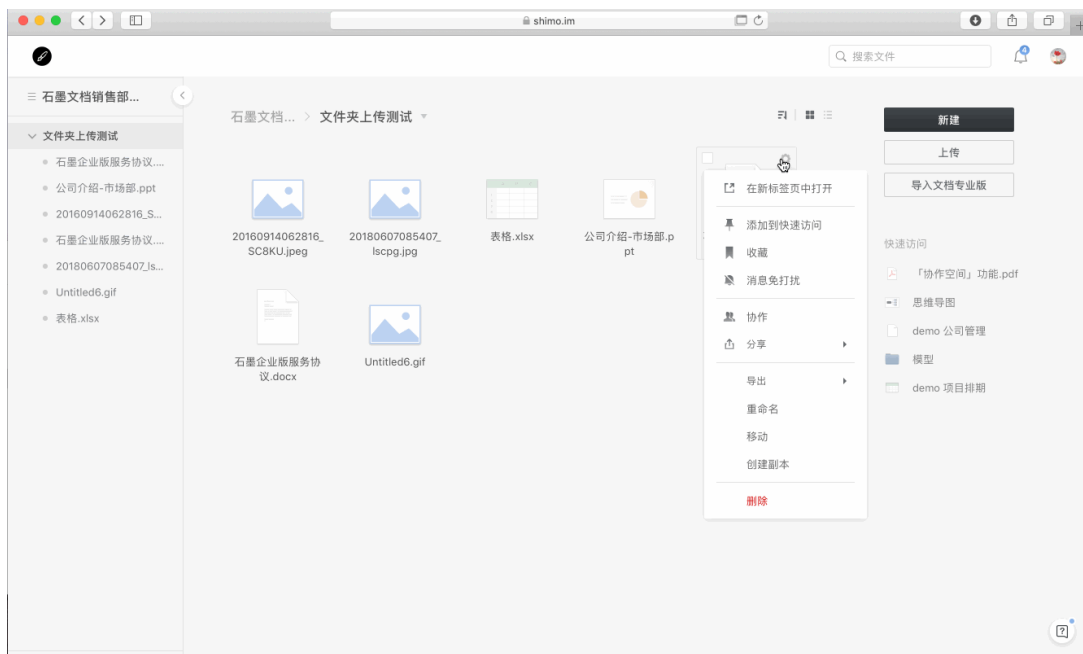 shimo.im
搜索文件
4
石墨文档销售部...
文件夹上传测试
石墨企业版服务协议....
公司介绍-市场部.ppt
20160914062816_S...
石墨企业版服务协议....
20180607085407_ls...
Untitled6.gif
表格.xlsx
石墨文档... > 文件夹上传测试
20160914062816_
SC8KU.jpeg
20180607085407_
lscpg.jpg
表格.xlsx
公司介绍-市场部.p
pt
石墨企业版服务协
议.docx
Untitled6.gif
在新标签页中打开
添加到快速访问
收藏
消息免打扰
协作
分享
导出
重命名
移动
创建副本
删除
新建
上传
导入文档专业版
快速访问
「协作空间」功能.pdf
思维导图
demo 公司管理
模型
demo 项目排期